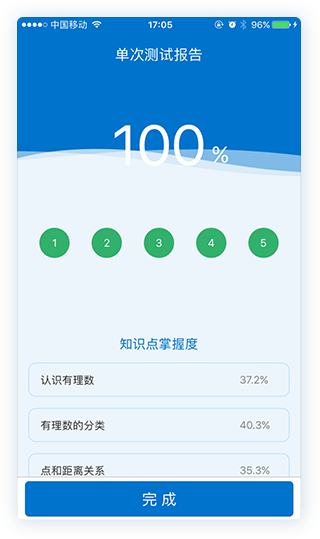 中国移动 17:05 96%
单次测试报告
100%
1 2 3 4 5
知识点掌握度
认识有理数 37.2%
有理数的分类 40.3%
点和距离关系 35.3%
完成